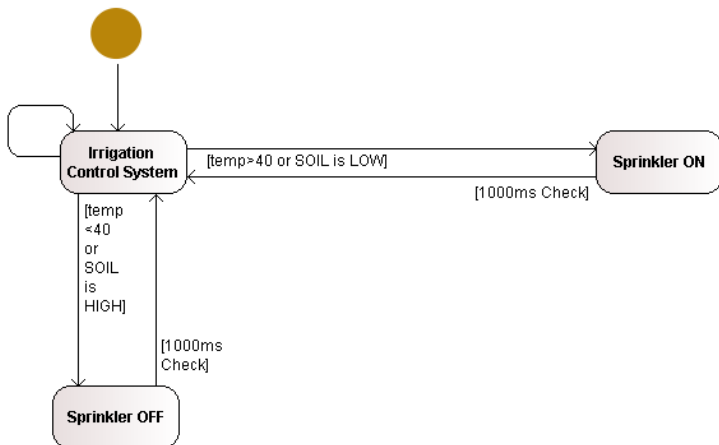 Irrigation
Control System
[temp>40 or SOIL is LOW]
Sprinkler ON
[1000ms Check]
[temp
<40
or
SOIL
is
HIGH]
[1000ms
Check]
Sprinkler OFF